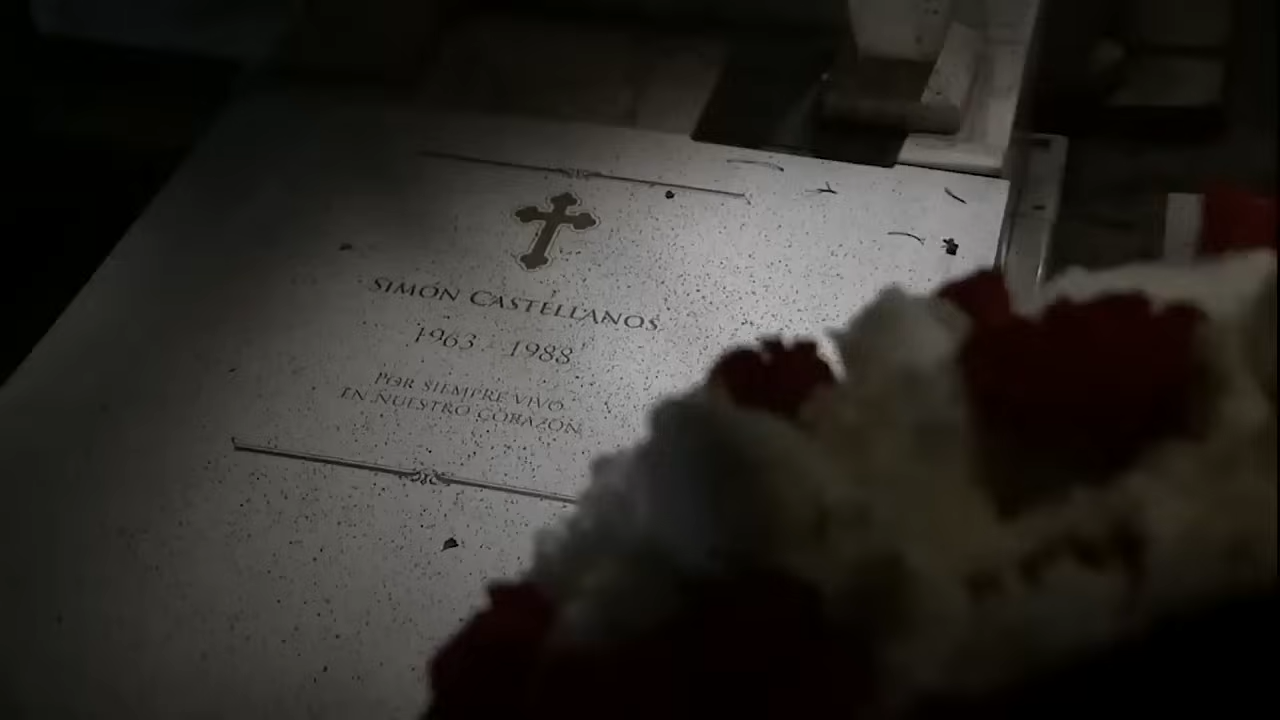 SIMÓN CASTELLANOS
1963 - 1988
POR SIEMPRE VIVO
EN NUESTRO CORAZÓN